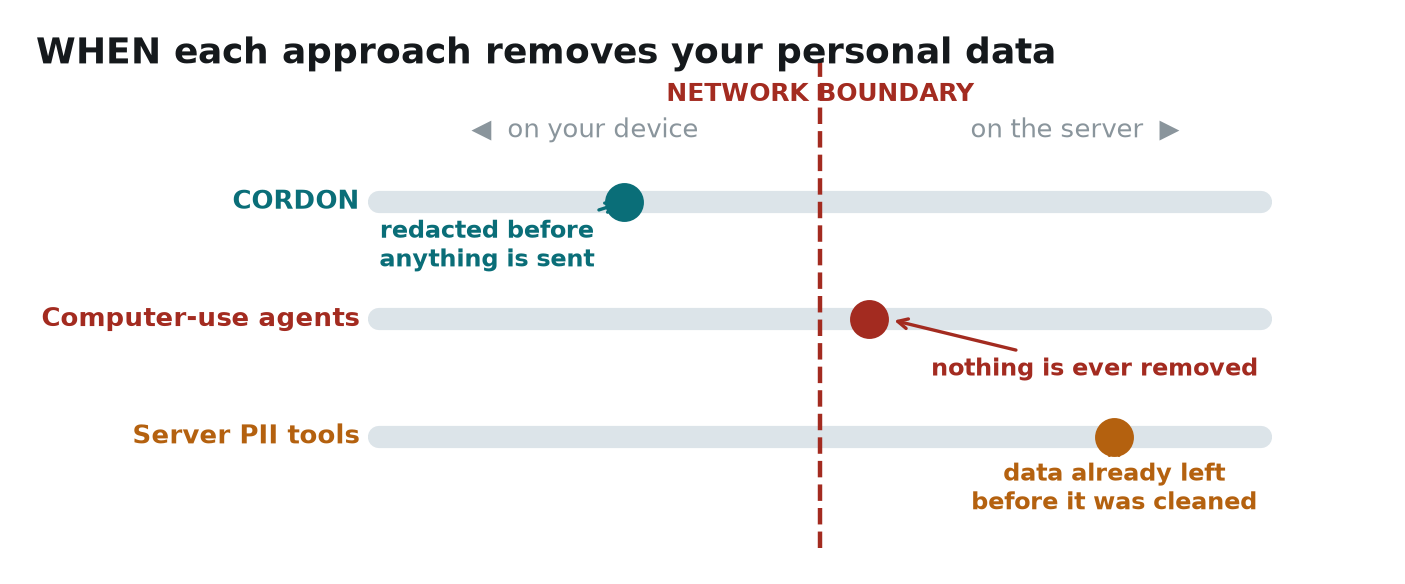 WHEN each approach removes your personal data
NETWORK BOUNDARY
◀ on your device
on the server ▶
CORDON
redacted before
anything is sent
Computer-use agents
nothing is ever removed
Server PII tools
data already left
before it was cleaned